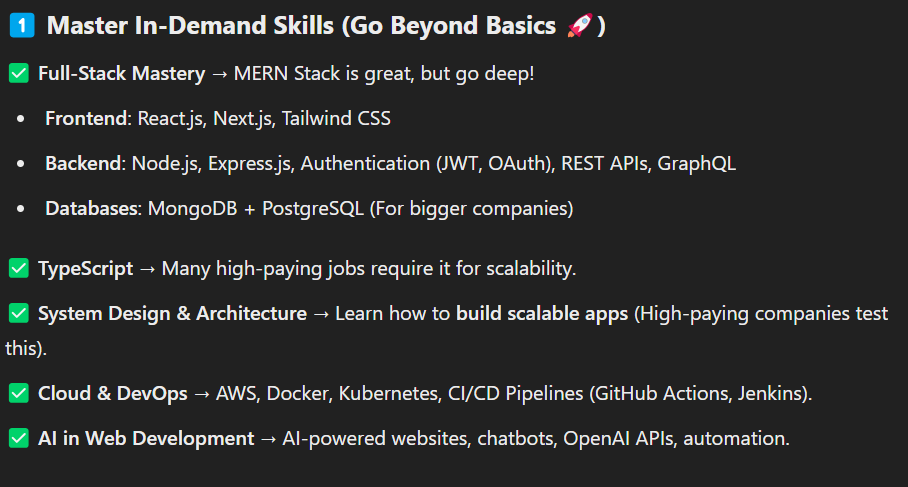 1️⃣ Master In-Demand Skills (Go Beyond Basics 🚀)
✅ Full-Stack Mastery → MERN Stack is great, but go deep!
• Frontend: React.js, Next.js, Tailwind CSS
• Backend: Node.js, Express.js, Authentication (JWT, OAuth), REST APIs, GraphQL
• Databases: MongoDB + PostgreSQL (For bigger companies)
✅ TypeScript → Many high-paying jobs require it for scalability.
✅ System Design & Architecture → Learn how to build scalable apps (High-paying companies test
this).
✅ Cloud & DevOps → AWS, Docker, Kubernetes, CI/CD Pipelines (GitHub Actions, Jenkins).
✅ AI in Web Development → AI-powered websites, chatbots, OpenAI APIs, automation.